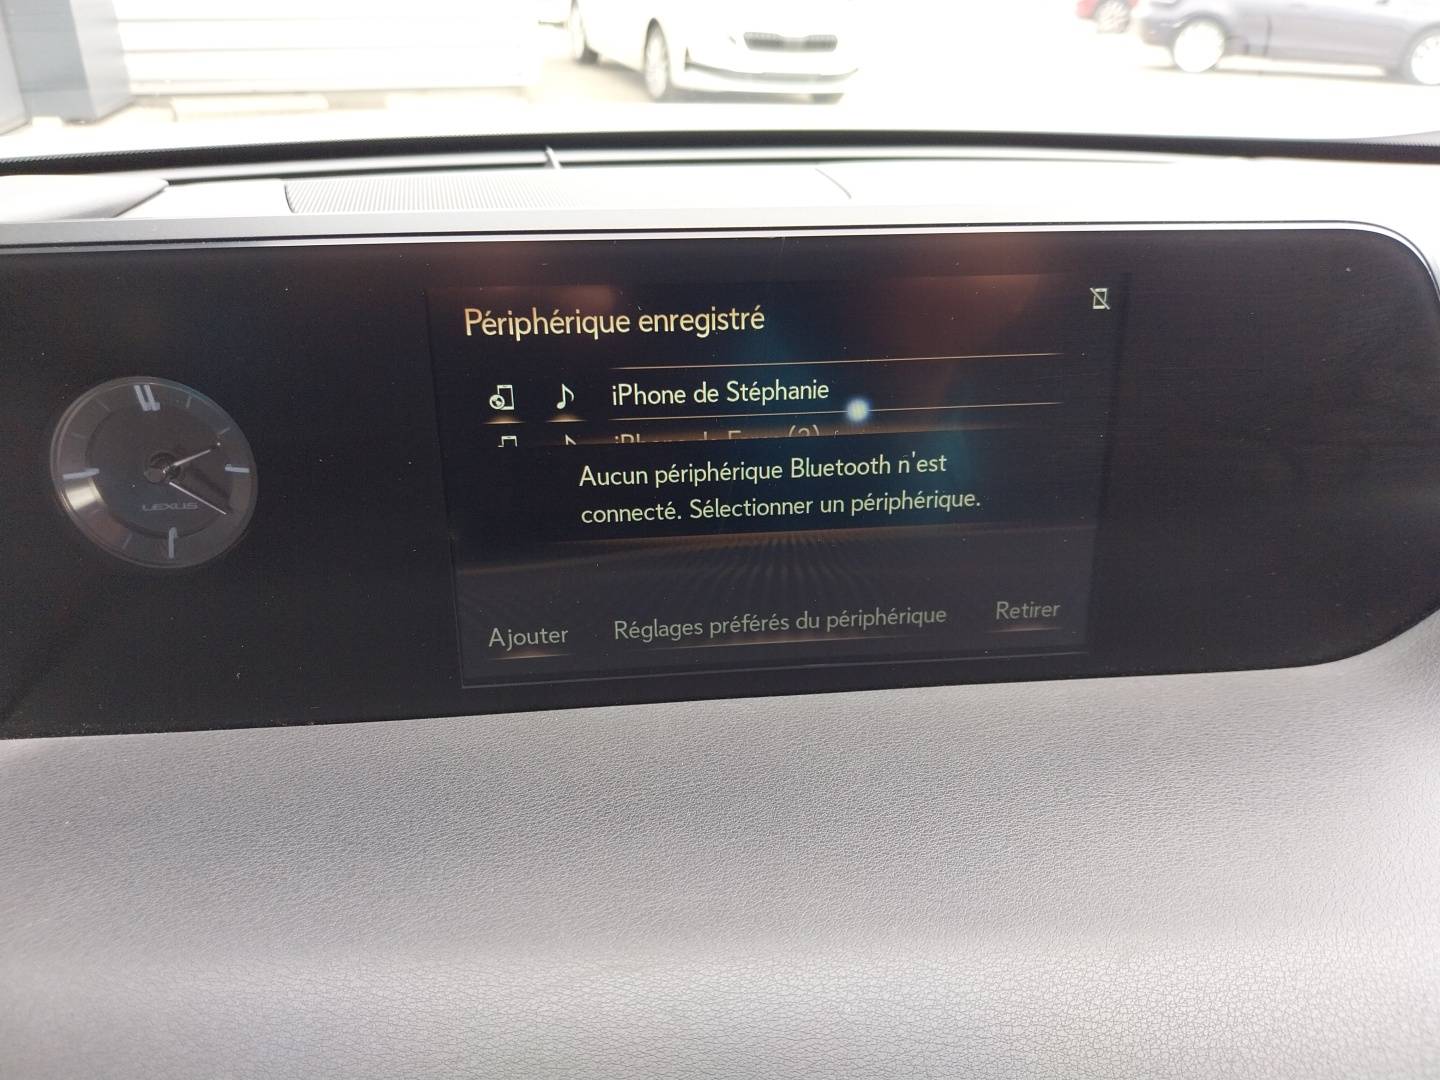 Périphérique enregistré
iPhone de Stéphanie
Aucun périphérique Bluetooth n'est
connecté. Sélectionner un périphérique.
Ajouter
Réglages préférés du périphérique
Retirer
LEXUS